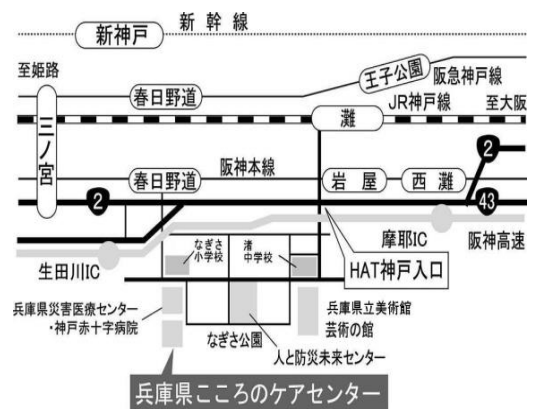 新幹線
新神戸
至姫路
王子公園
阪急神戸線
春日野道
JR神戸線
至大阪
三ノ宮
灘
2
阪神本線
春日野道
岩屋
西灘
2
43
なぎさ
小学校
渚
中学校
摩耶IC
阪神高速
生田川IC
HAT神戸入口
兵庫県災害医療センター
・神戸赤十字病院
兵庫県立美術館
芸術の館
なぎさ公園
人と防災未来センター
兵庫県こころのケアセンター